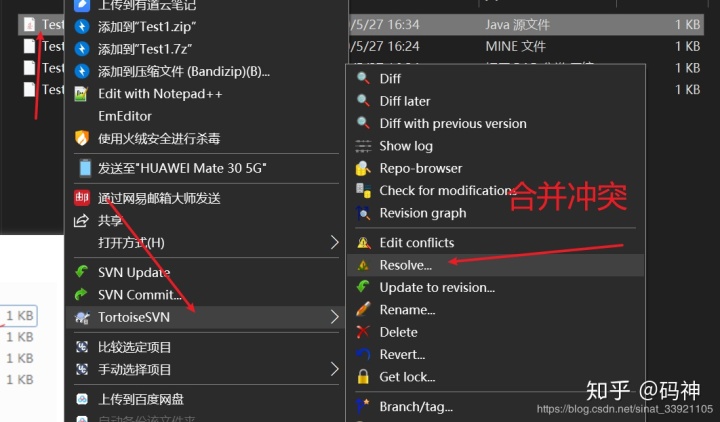 上传到有道云笔记
Test
/5/27 16:34
Java 源文件
1 KB
添加到"Test1.zip"
Test
/5/27 16:24
MINE 文件
1 KB
添加到"Test1.7z"
Test
1 KB
添加到压缩文件 (Bandizip)(B)...
Test
1 KB
Edit with Notepad++
EmEditor
使用火绒安全进行杀毒
发送至"HUAWEI Mate 30 5G"
通过网易邮箱大师发送
共享
打开方式(H)
SVN Update
SVN Commit...
TortoiseSVN
比较选定项目
手动选择项目
上传到百度网盘
自动备份该文件夹
Diff
Diff later
Diff with previous version
Show log
Repo-browser
Check for modifications
Revision graph
合并冲突
Edit conflicts
Resolve...
Update to revision...
Rename...
Delete
Revert...
Get lock...
Branch/tag...
1 KB
1 KB
1 KB
1 KB
知乎 @码神
https://blog.csdn.net/sinat_33921105